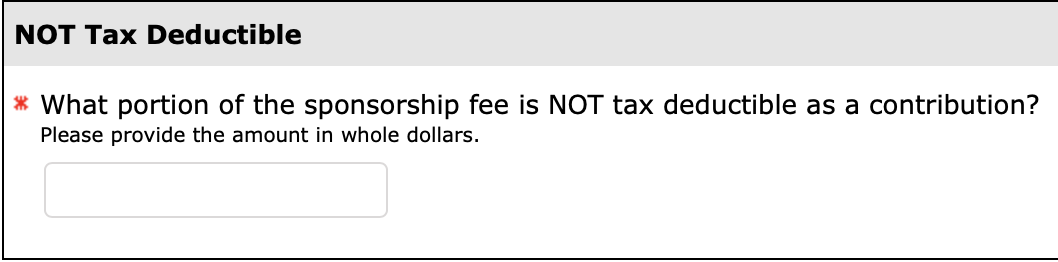 NOT Tax Deductible
* What portion of the sponsorship fee is NOT tax deductible as a contribution?
Please provide the amount in whole dollars.